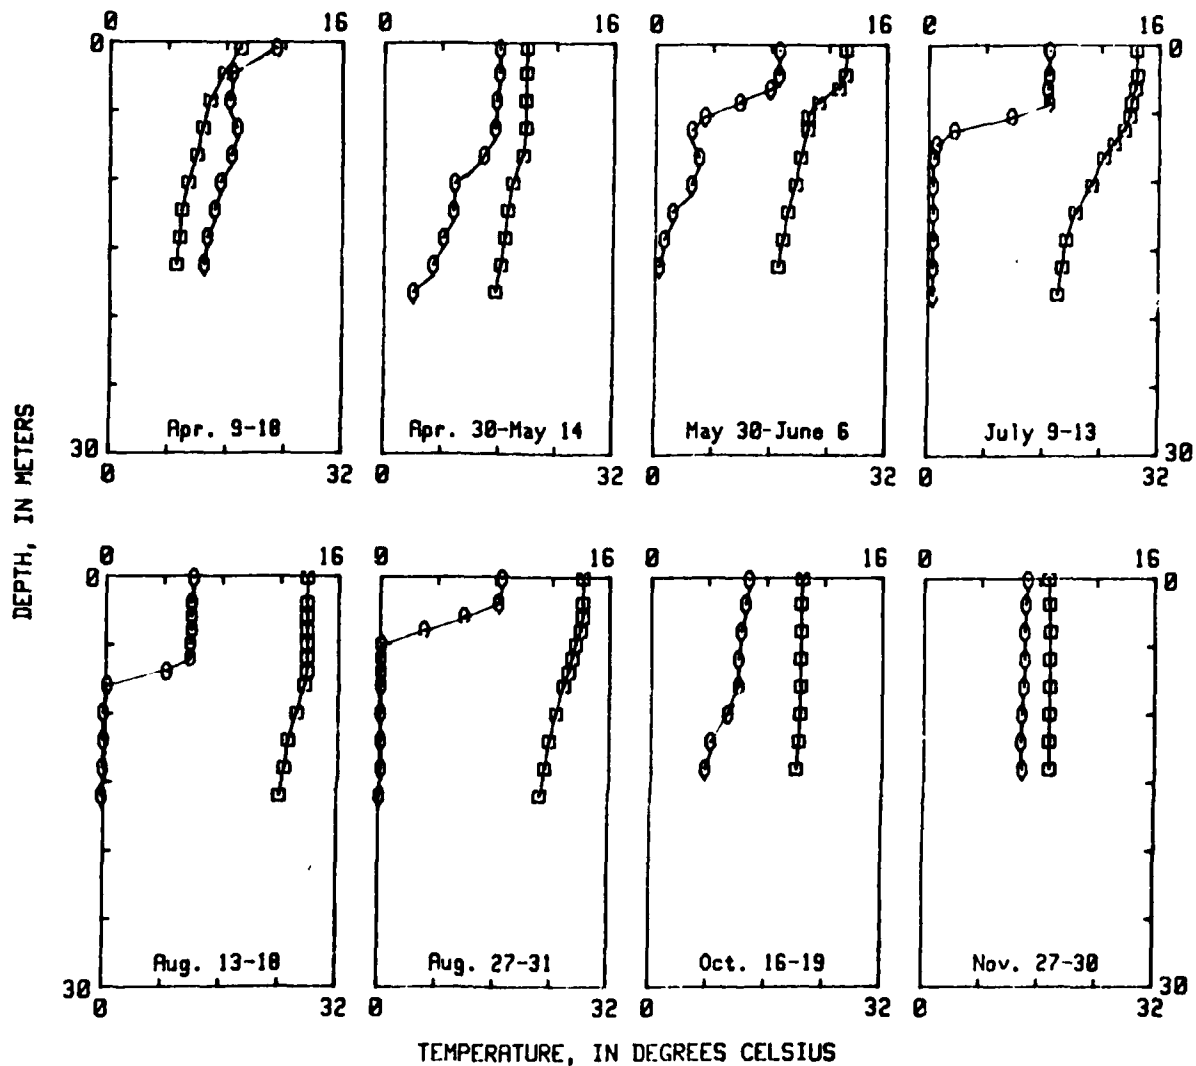 0 16 0 16 0 16 0 16
0 0
DEPTH, IN METERS
Apr. 9-10 Apr. 30-May 14 May 30-June 6 July 9-13
30 30
0 32 0 32 0 32 0 32
0 16 0 16 0 16 0 16
0 0
Aug. 13-18 Aug. 27-31 Oct. 16-19 Nov. 27-30
30 30
0 32 0 32 0 32 0 32
TEMPERATURE, IN DEGREES CELSIUS